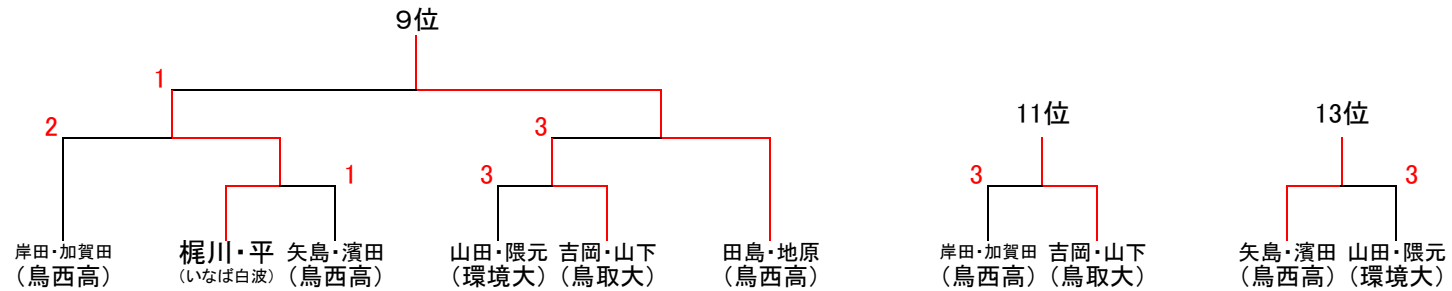 9位
1
11位
13位
2
3
1
3
3
3
岸田・加賀田
梶川・平
矢島・濱田
山田・隈元
吉岡・山下
田島・地原
岸田・加賀田
吉岡・山下
矢島・濱田
山田・隈元
(鳥西高)
(いなば白波)
(鳥西高)
(環境大)
(鳥取大)
(鳥西高)
(鳥西高)
(鳥取大)
(鳥西高)
(環境大)